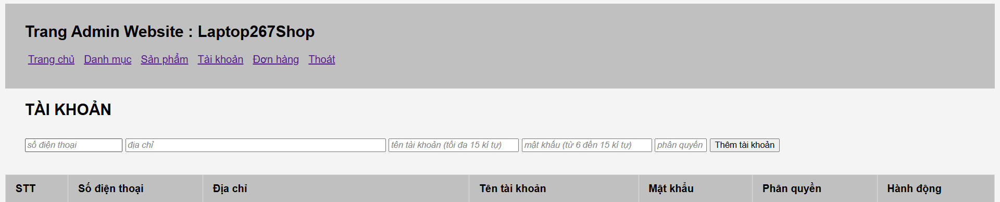 Trang Admin Website : Laptop267Shop
Trang chủ Danh mục Sản phẩm Tài khoản Đơn hàng Thoát
TÀI KHOẢN
số điện thoại địa chỉ tên tài khoản (tối đa 15 kí tự) mật khẩu (từ 6 đến 15 kí tự) phân quyền Thêm tài khoản
STT Số điện thoại Địa chỉ Tên tài khoản Mật khẩu Phân quyền Hành động